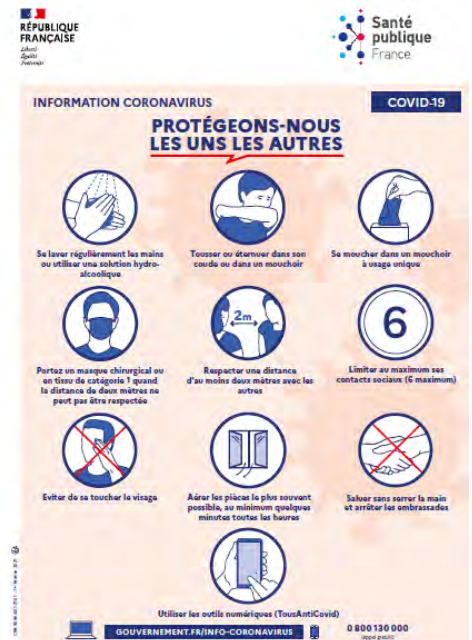 RÉPUBLIQUE
FRANÇAISE
Liberté
Égalité
Fraternité
Santé
publique
France
INFORMATION CORONAVIRUS
COVID-19
PROTÉGEONS-NOUS
LES UNS LES AUTRES
Se laver régulièrement les mains
ou utiliser une solution hydro-
alcoolique
Tousser ou éternuer dans son
coude ou dans un mouchoir
Se moucher dans un mouchoir
à usage unique
2m
6
Portez un masque chirurgical ou
en tissu de catégorie 1 quand
la distance de deux mètres ne
peut pas être respectée
Respecter une distance
d'au moins deux mètres avec les
autres
Limiter au maximum ses
contacts sociaux (6 maximum)
Eviter de se toucher le visage
Aérer les pièces le plus souvent
possible, au minimum quelques
minutes toutes les heures
Saluer sans serrer la main
et arrêter les embrassades
Utiliser les outils numériques (TousAntiCovid)
GOUVERNEMENT.FR/INFO-CORONAVIRUS
0 800 130 000
(appel gratuit)